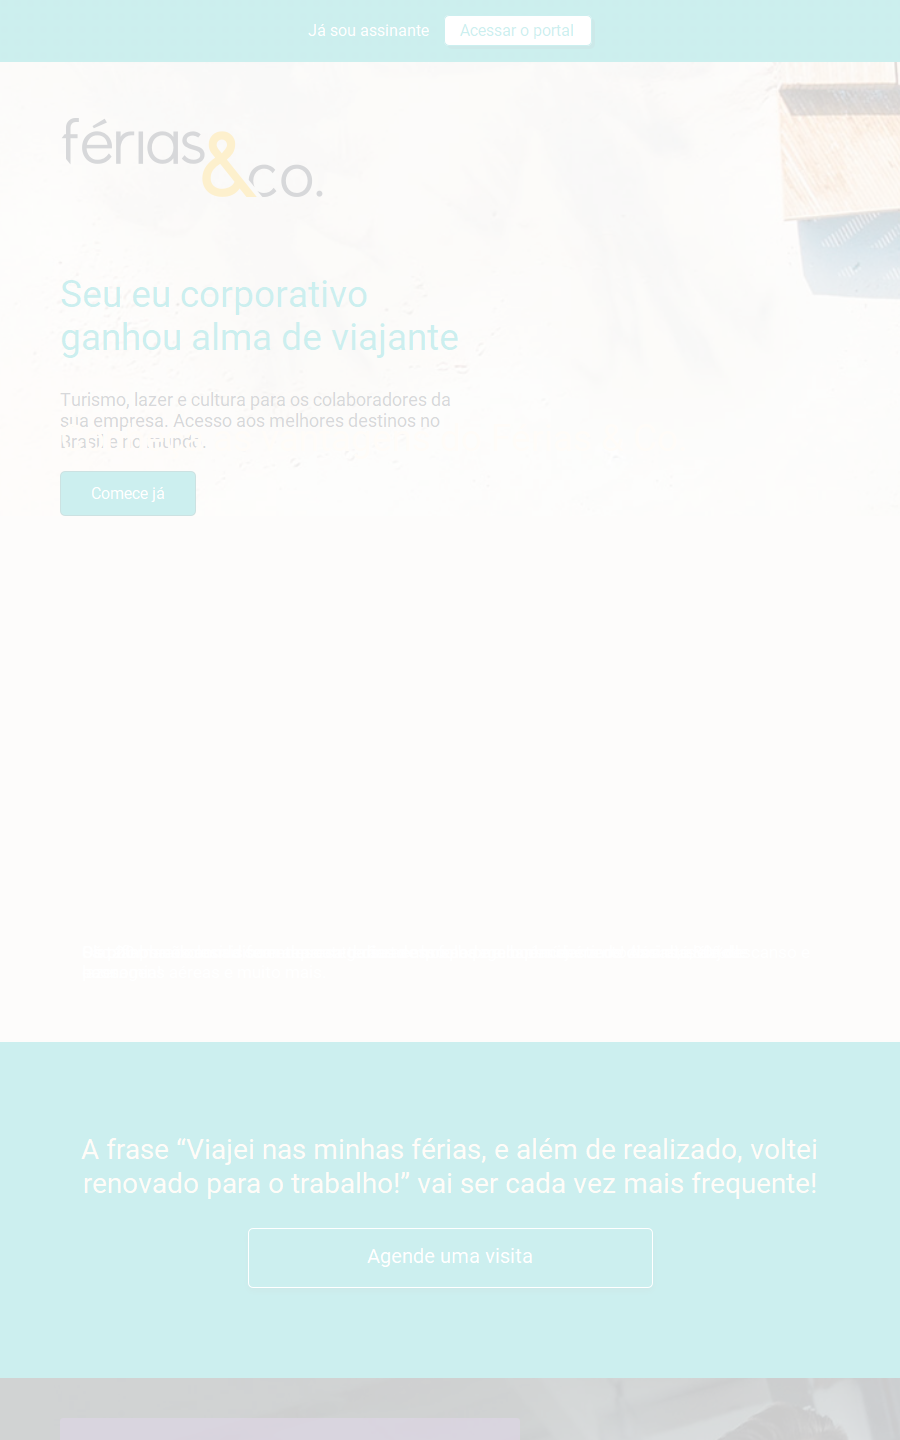 Já sou assinante
Acessar o portal
férias&co.
Seu eu corporativo
ganhou alma de viajante
Turismo, lazer e cultura para os colaboradores da
sua empresa. Acesso aos melhores destinos no
Brasil e no mundo.
Comece já
A frase “Viajei nas minhas férias, e além de realizado, voltei
renovado para o trabalho!” vai ser cada vez mais frequente!
Agende uma visita